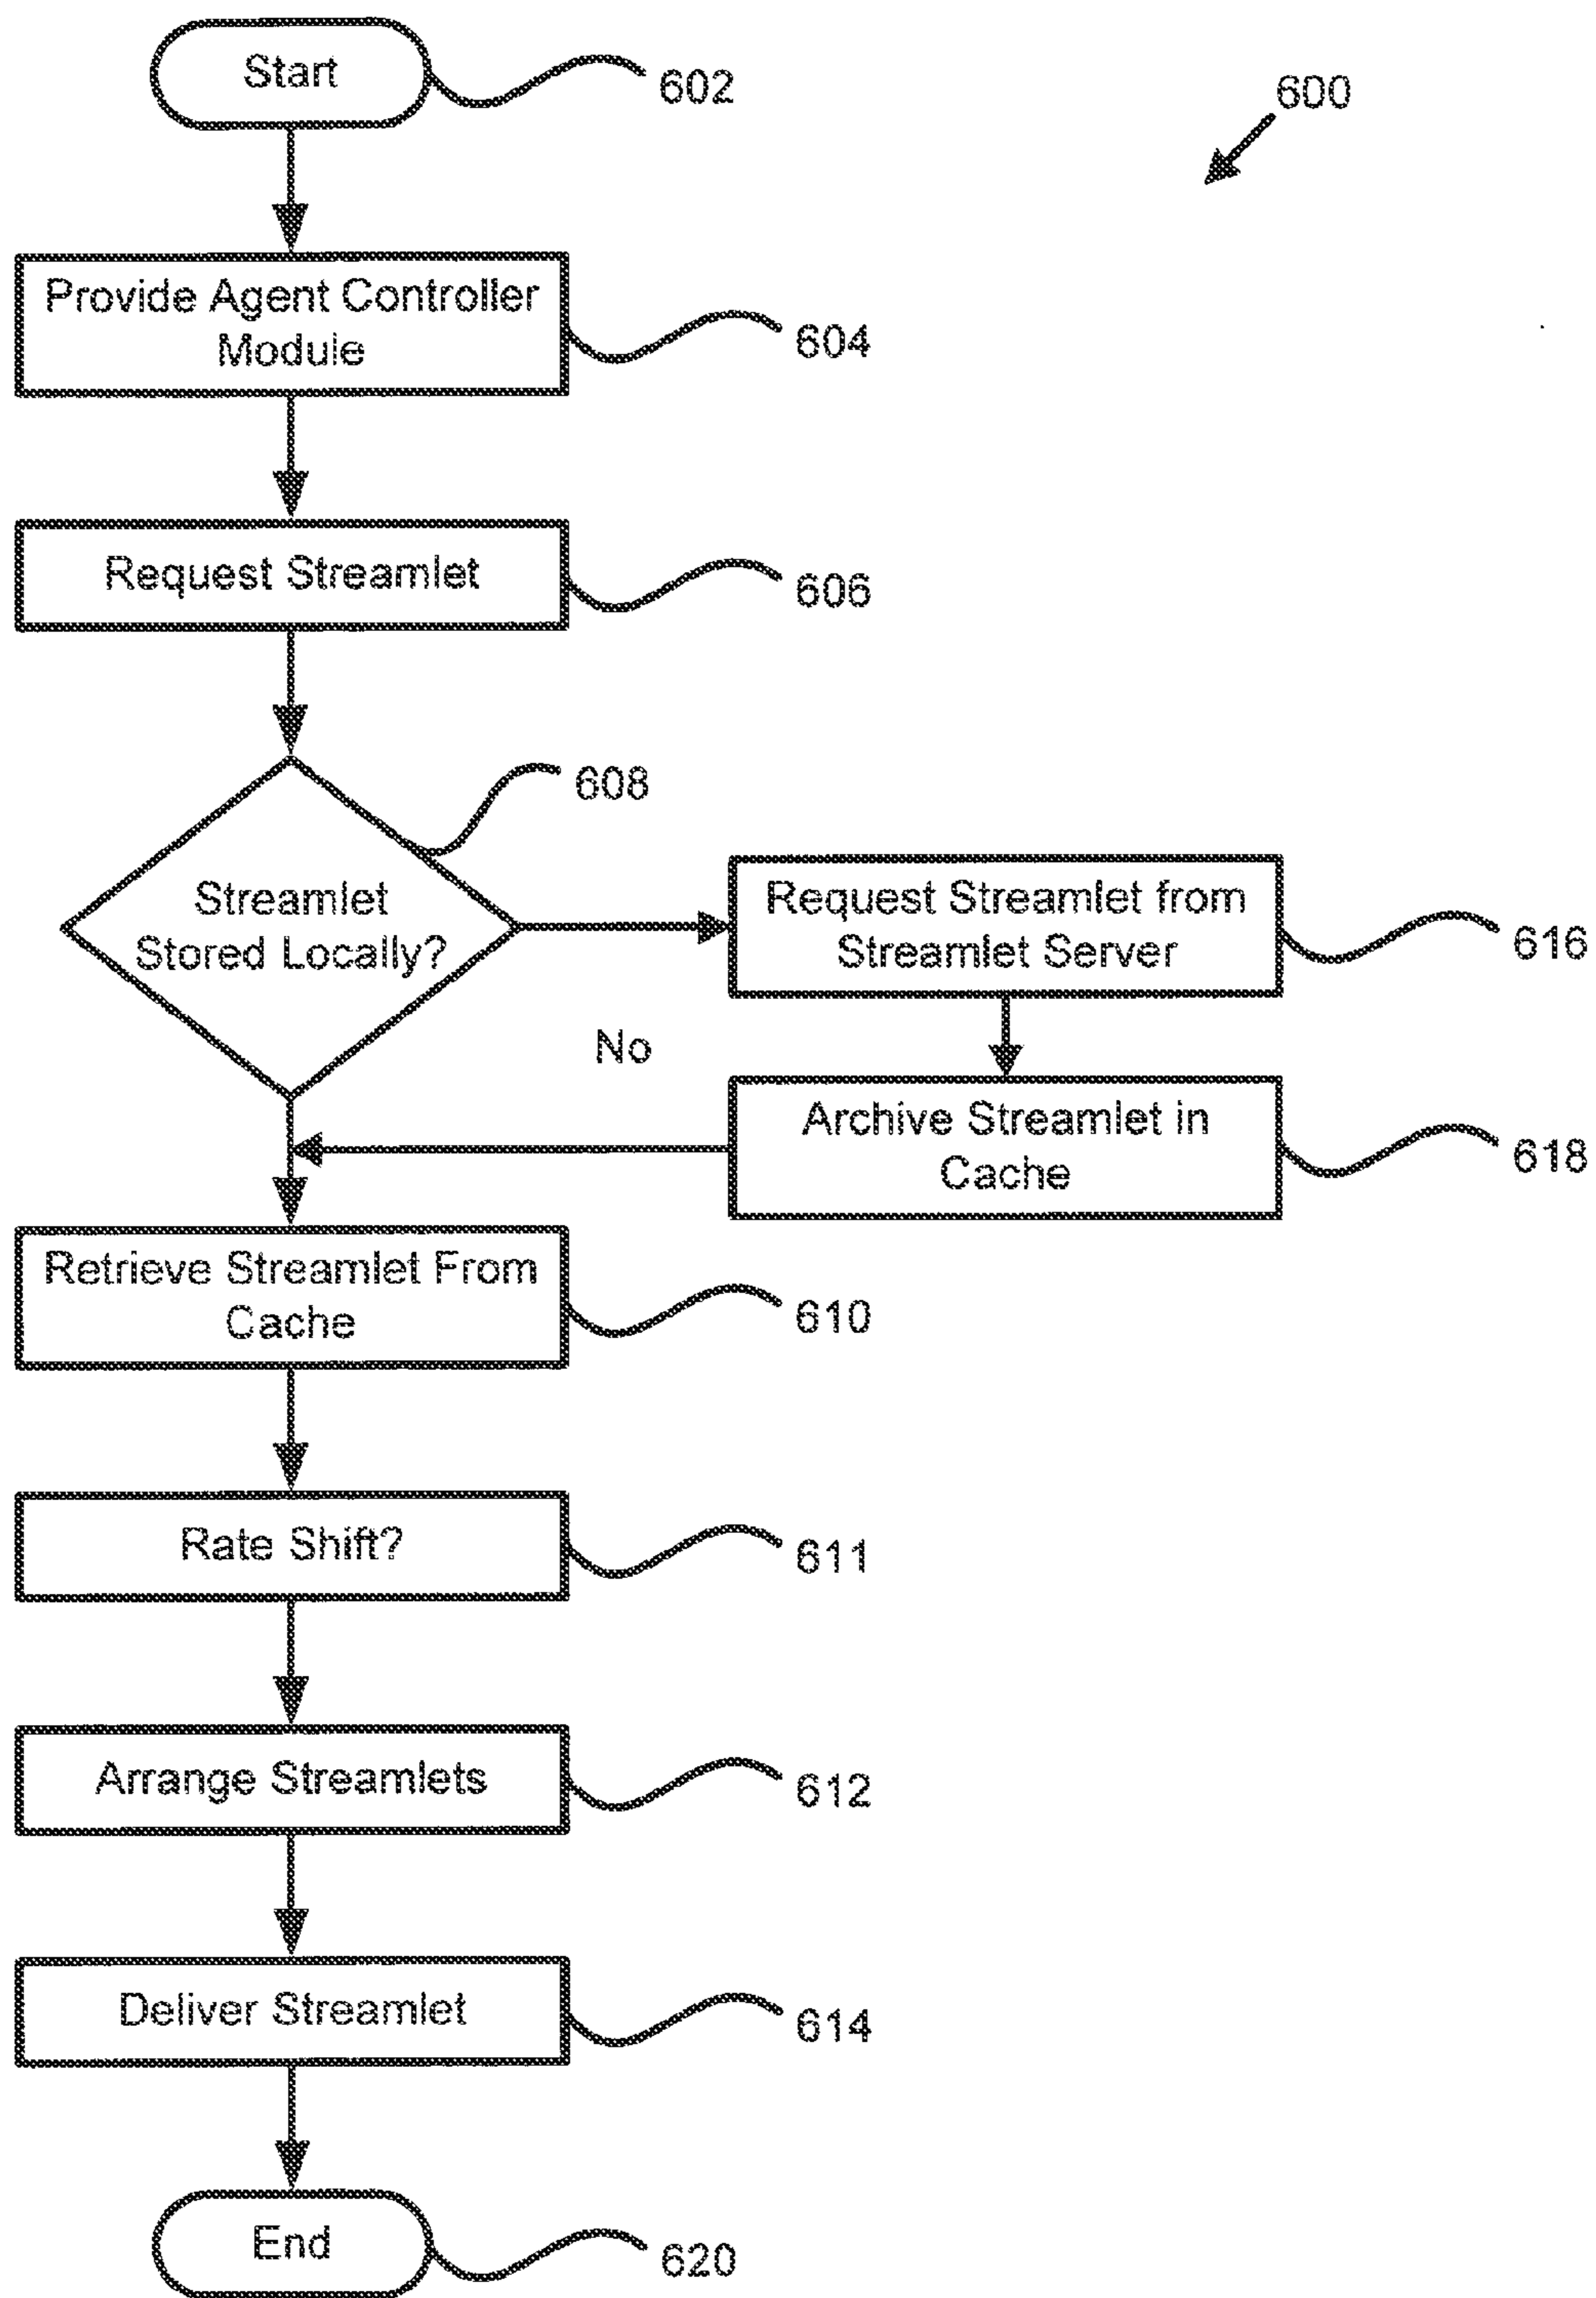 Start
602
600
Provide Agent Controller
Module
604
Request Streamlet
606
608
Streamlet
Stored Locally?
Request Streamlet from
Streamlet Server
616
No
Archive Streamlet in
Cache
618
Retrieve Streamlet From
Cache
610
Rate Shift?
611
Arrange Streamlets
612
Deliver Streamlet
614
End
620